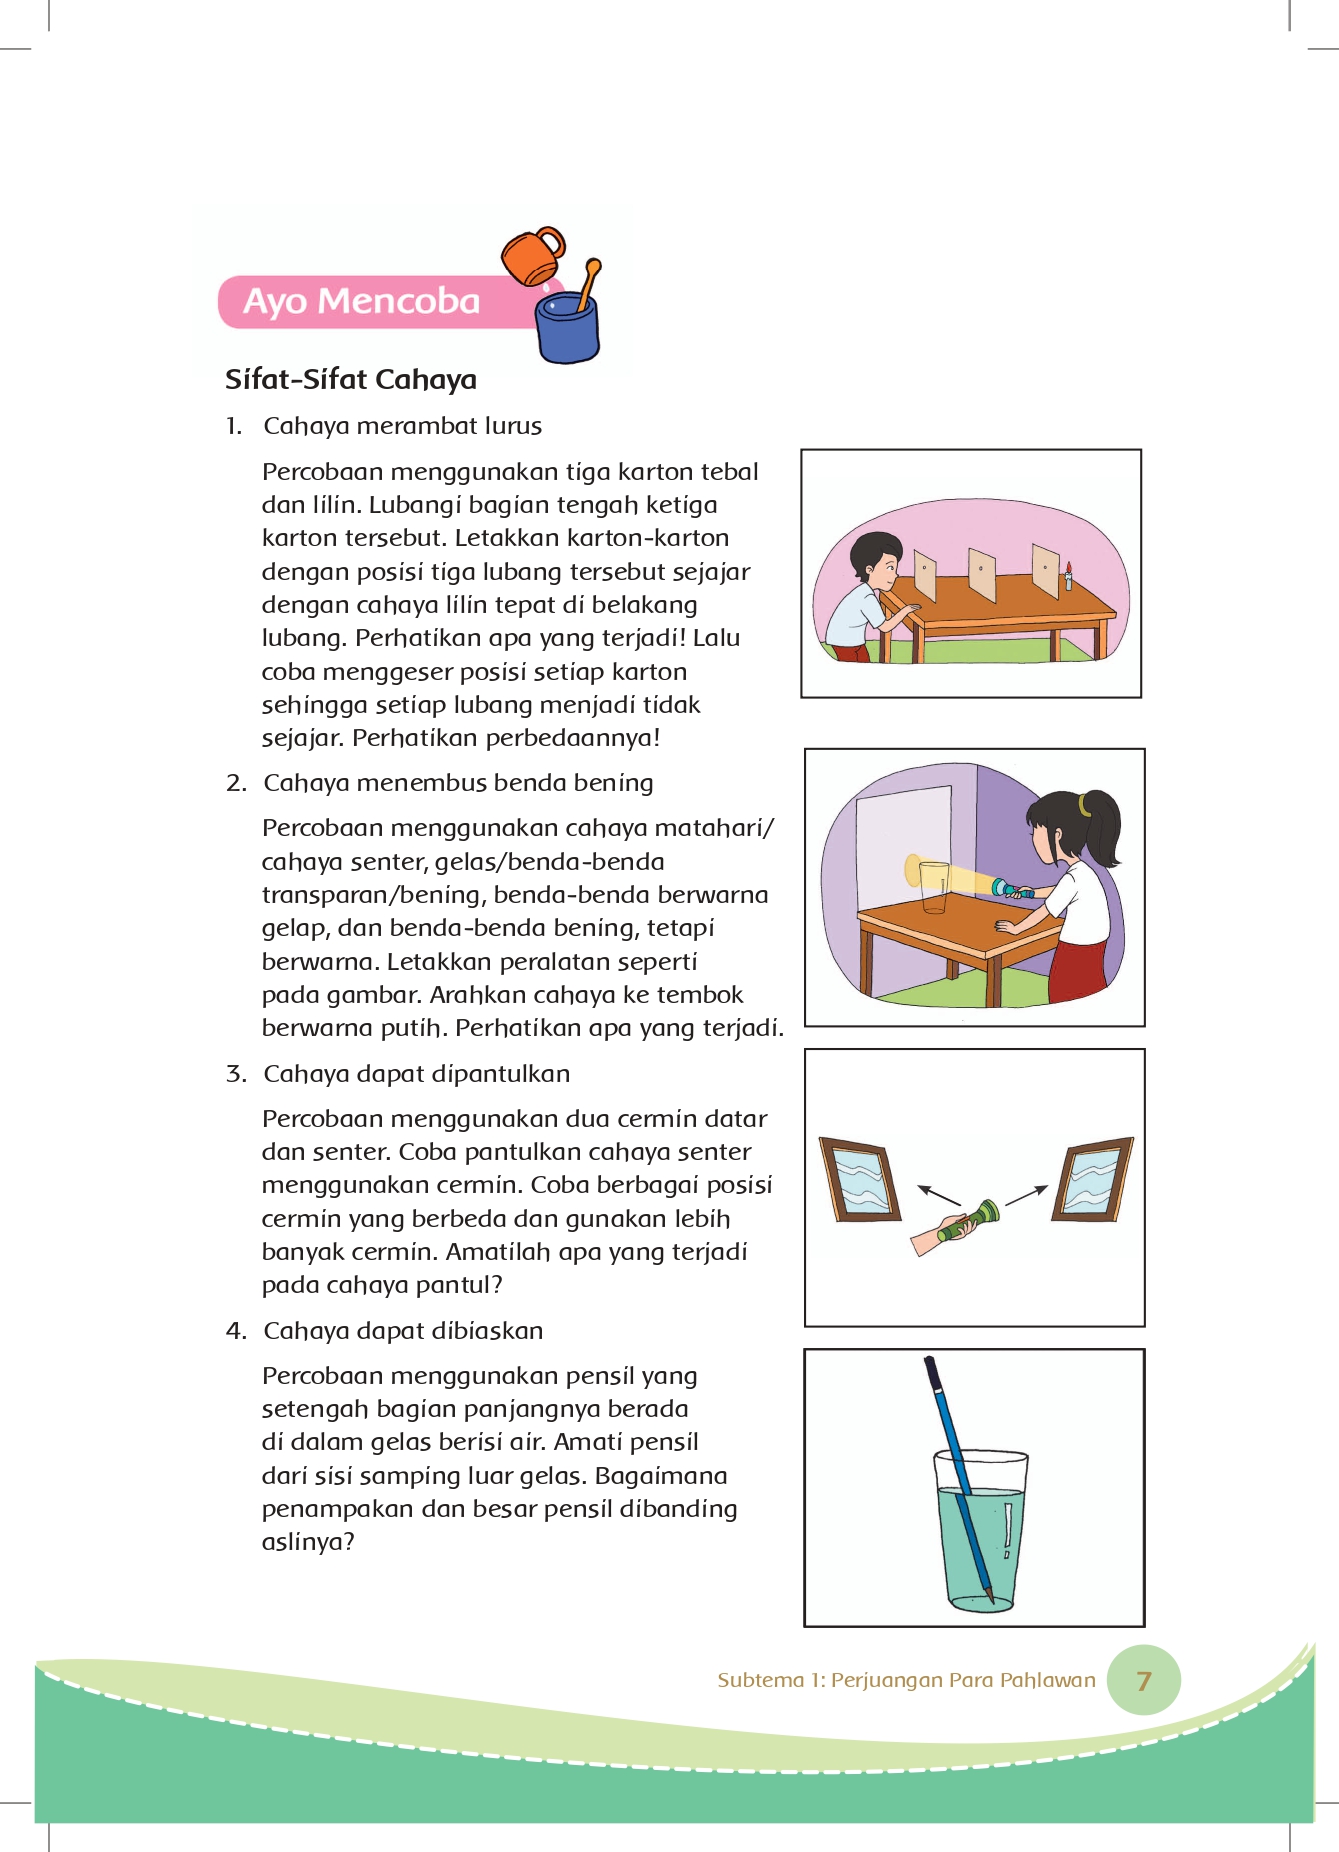 Ayo Mencoba
Sifat-Sifat Cahaya
1. Cahaya merambat lurus
Percobaan menggunakan tiga karton tebal
dan lilin. Lubangi bagian tengah ketiga
karton tersebut. Letakkan karton-karton
dengan posisi tiga lubang tersebut sejajar
dengan cahaya lilin tepat di belakang
lubang. Perhatikan apa yang terjadi! Lalu
coba menggeser posisi setiap karton
sehingga setiap lubang menjadi tidak
sejajar. Perhatikan perbedaannya!
2. Cahaya menembus benda bening
Percobaan menggunakan cahaya matahari/
cahaya senter, gelas/benda-benda
transparan/bening, benda-benda berwarna
gelap, dan benda-benda bening, tetapi
berwarna. Letakkan peralatan seperti
pada gambar. Arahkan cahaya ke tembok
berwarna putih. Perhatikan apa yang terjadi.
3. Cahaya dapat dipantulkan
Percobaan menggunakan dua cermin datar
dan senter. Coba pantulkan cahaya senter
menggunakan cermin. Coba berbagai posisi
cermin yang berbeda dan gunakan lebih
banyak cermin. Amatilah apa yang terjadi
pada cahaya pantul?
4. Cahaya dapat dibiaskan
Percobaan menggunakan pensil yang
setengah bagian panjangnya berada
di dalam gelas berisi air. Amati pensil
dari sisi samping luar gelas. Bagaimana
penampakan dan besar pensil dibanding
aslinya?
Subtema 1: Perjuangan Para Pahlawan 7